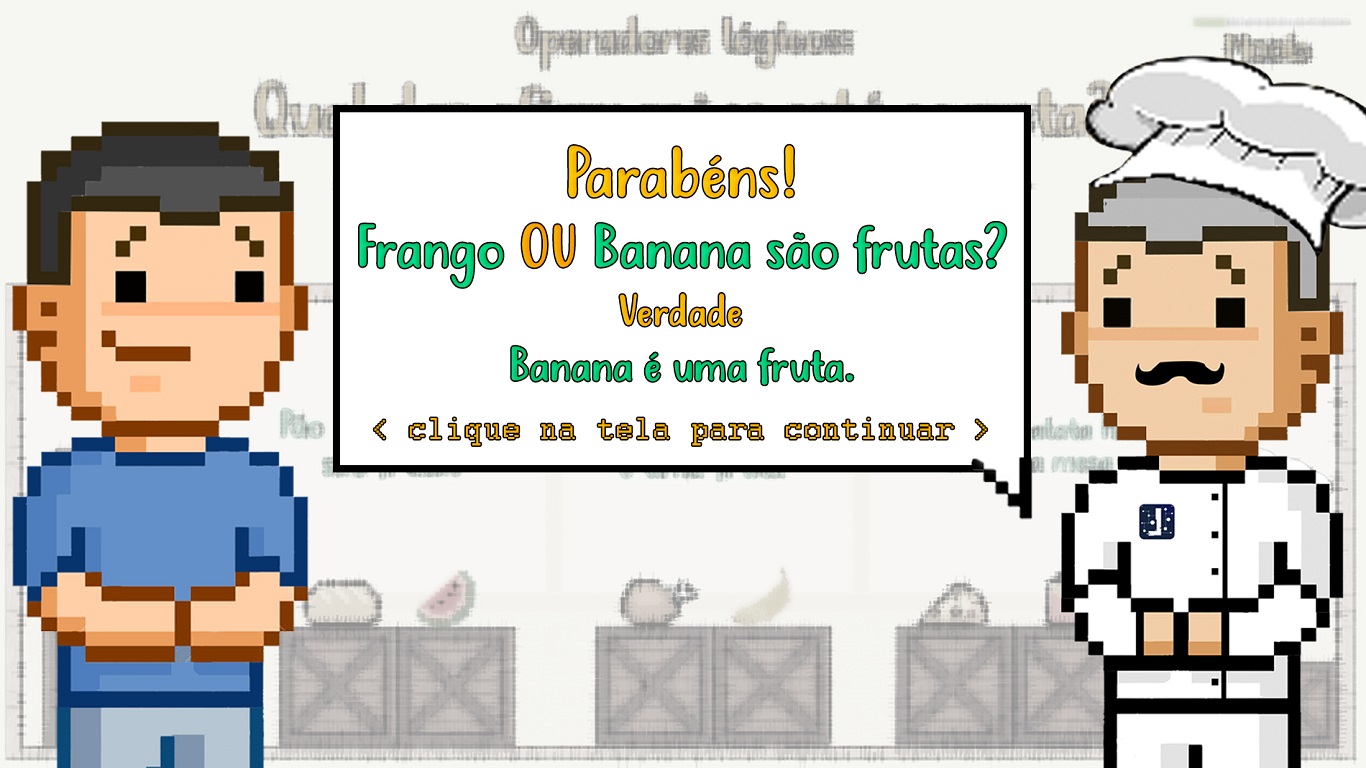 Operadores lógicos
Parabéns!
Frango OU Banana são frutas?
Verdade
Banana é uma fruta.
< clique na tela para continuar >